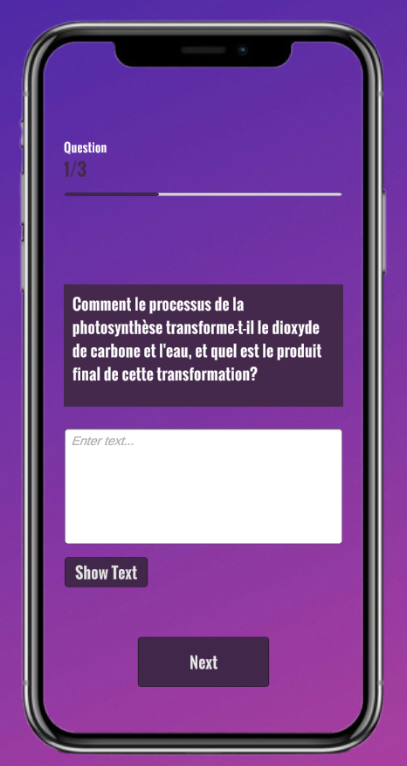 Question
1/3
Comment le processus de la
photosynthèse transforme-t-il le dioxyde
de carbone et l'eau, et quel est le produit
final de cette transformation?
Enter text...
Show Text
Next